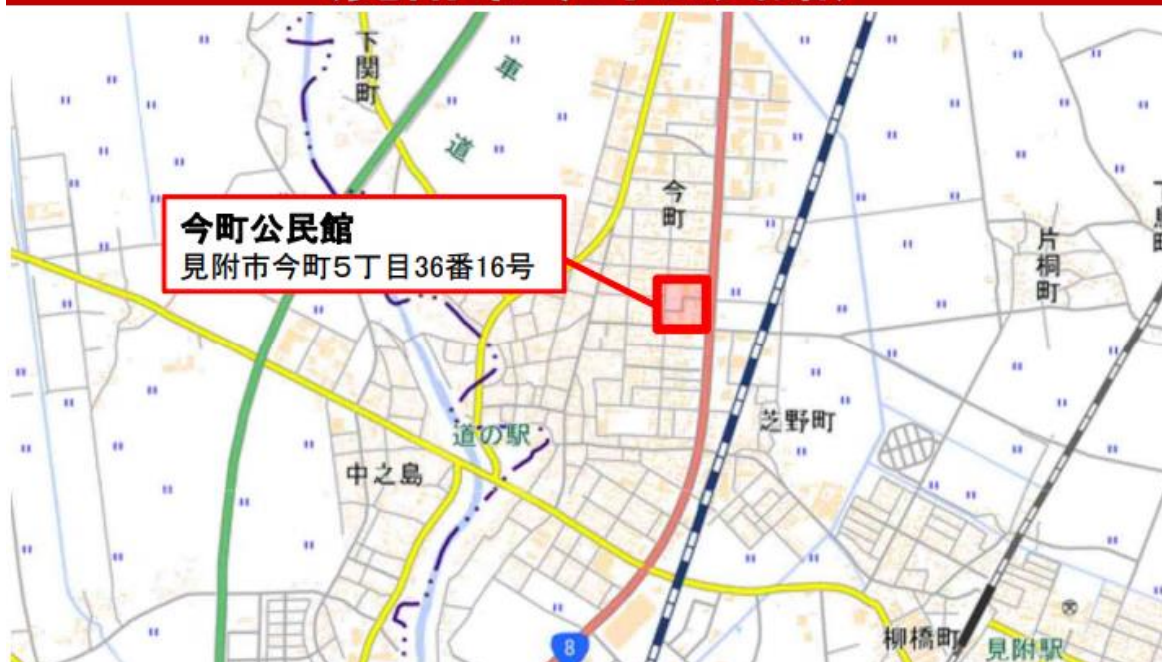 下関町
車
道
今町
今町公民館
見附市今町5丁目36番16号
片桐町
芝野町
道の駅
中之島
8
柳橋町
見附駅